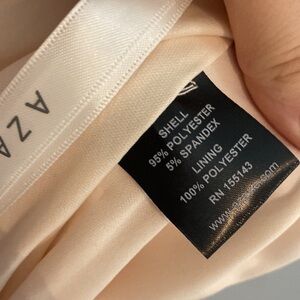 AZA
SHELL
95% POLYESTER
5% SPANDEX
LINING
100% POLYESTER
RN 155143